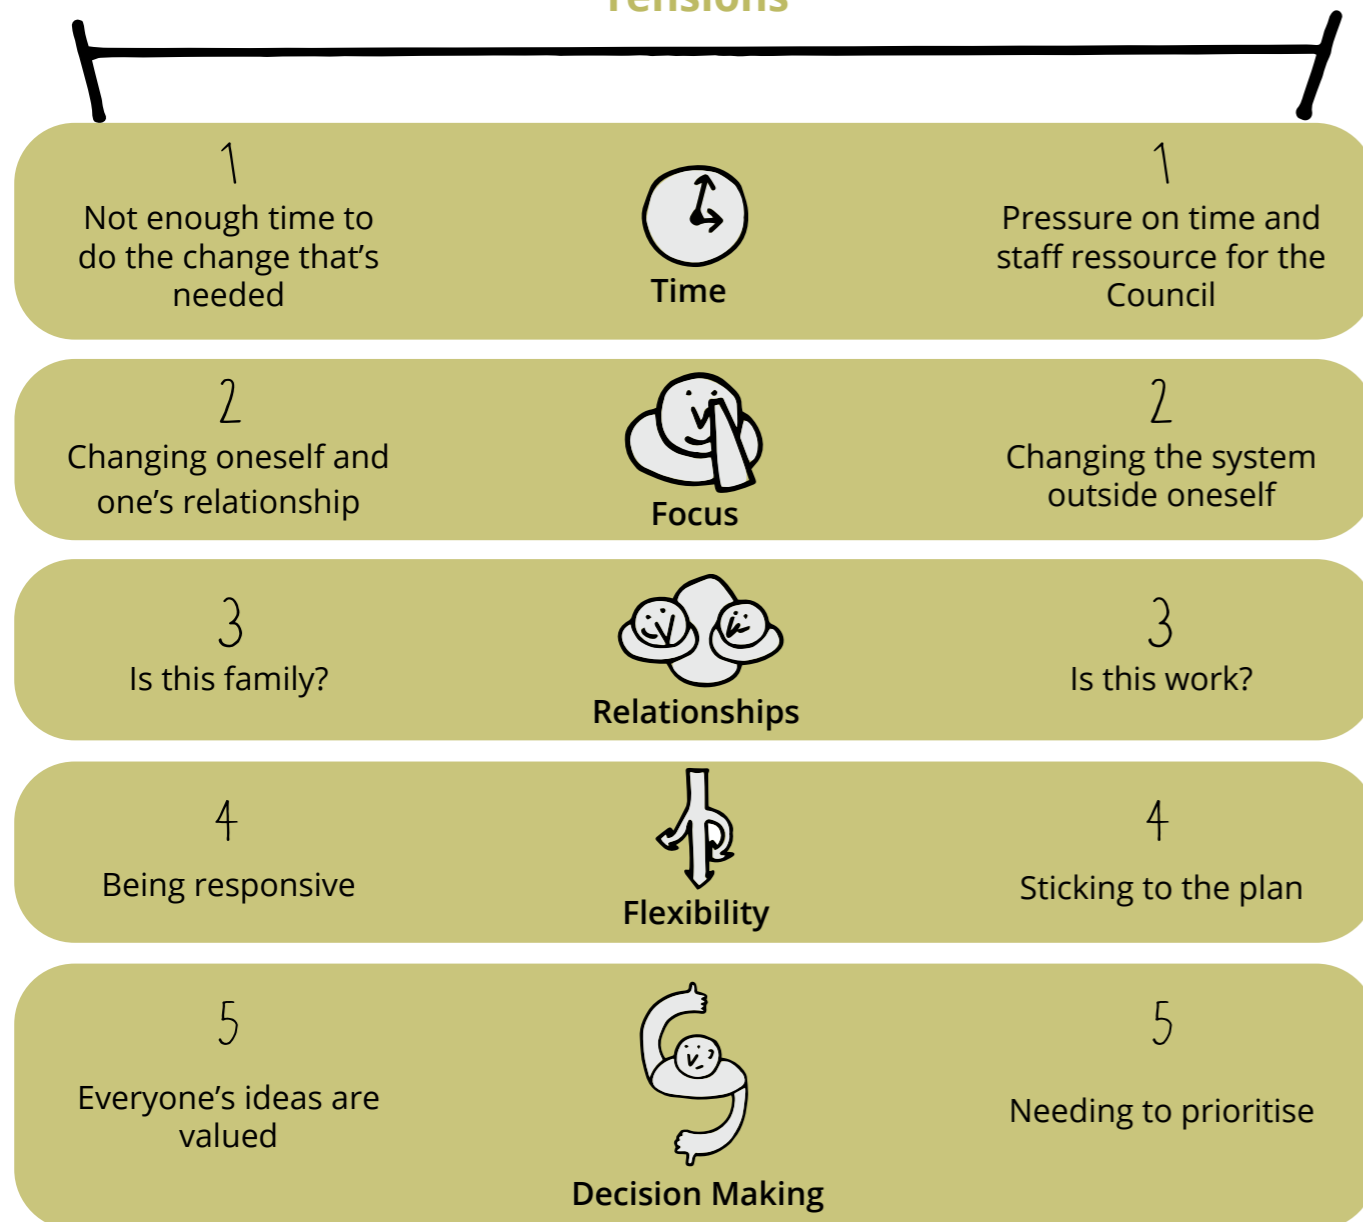 Tensions
1
Not enough time to
do the change that's
needed
Time
1
Pressure on time and
staff ressource for the
Council
2
Changing oneself and
one’s relationship
Focus
2
Changing the system
outside oneself
3
Is this family?
Relationships
3
Is this work?
4
Being responsive
Flexibility
4
Sticking to the plan
5
Everyone’s ideas are
valued
Decision Making
5
Needing to prioritise